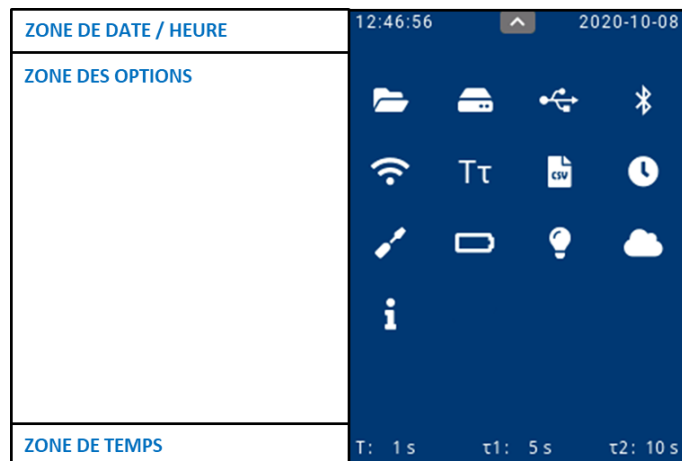 ZONE DE DATE / HEURE
12:46:56 2020-10-08
ZONE DES OPTIONS
Tτ
CSV
ZONE DE TEMPS
T: 1 s τ1: 5 s τ2: 10 s